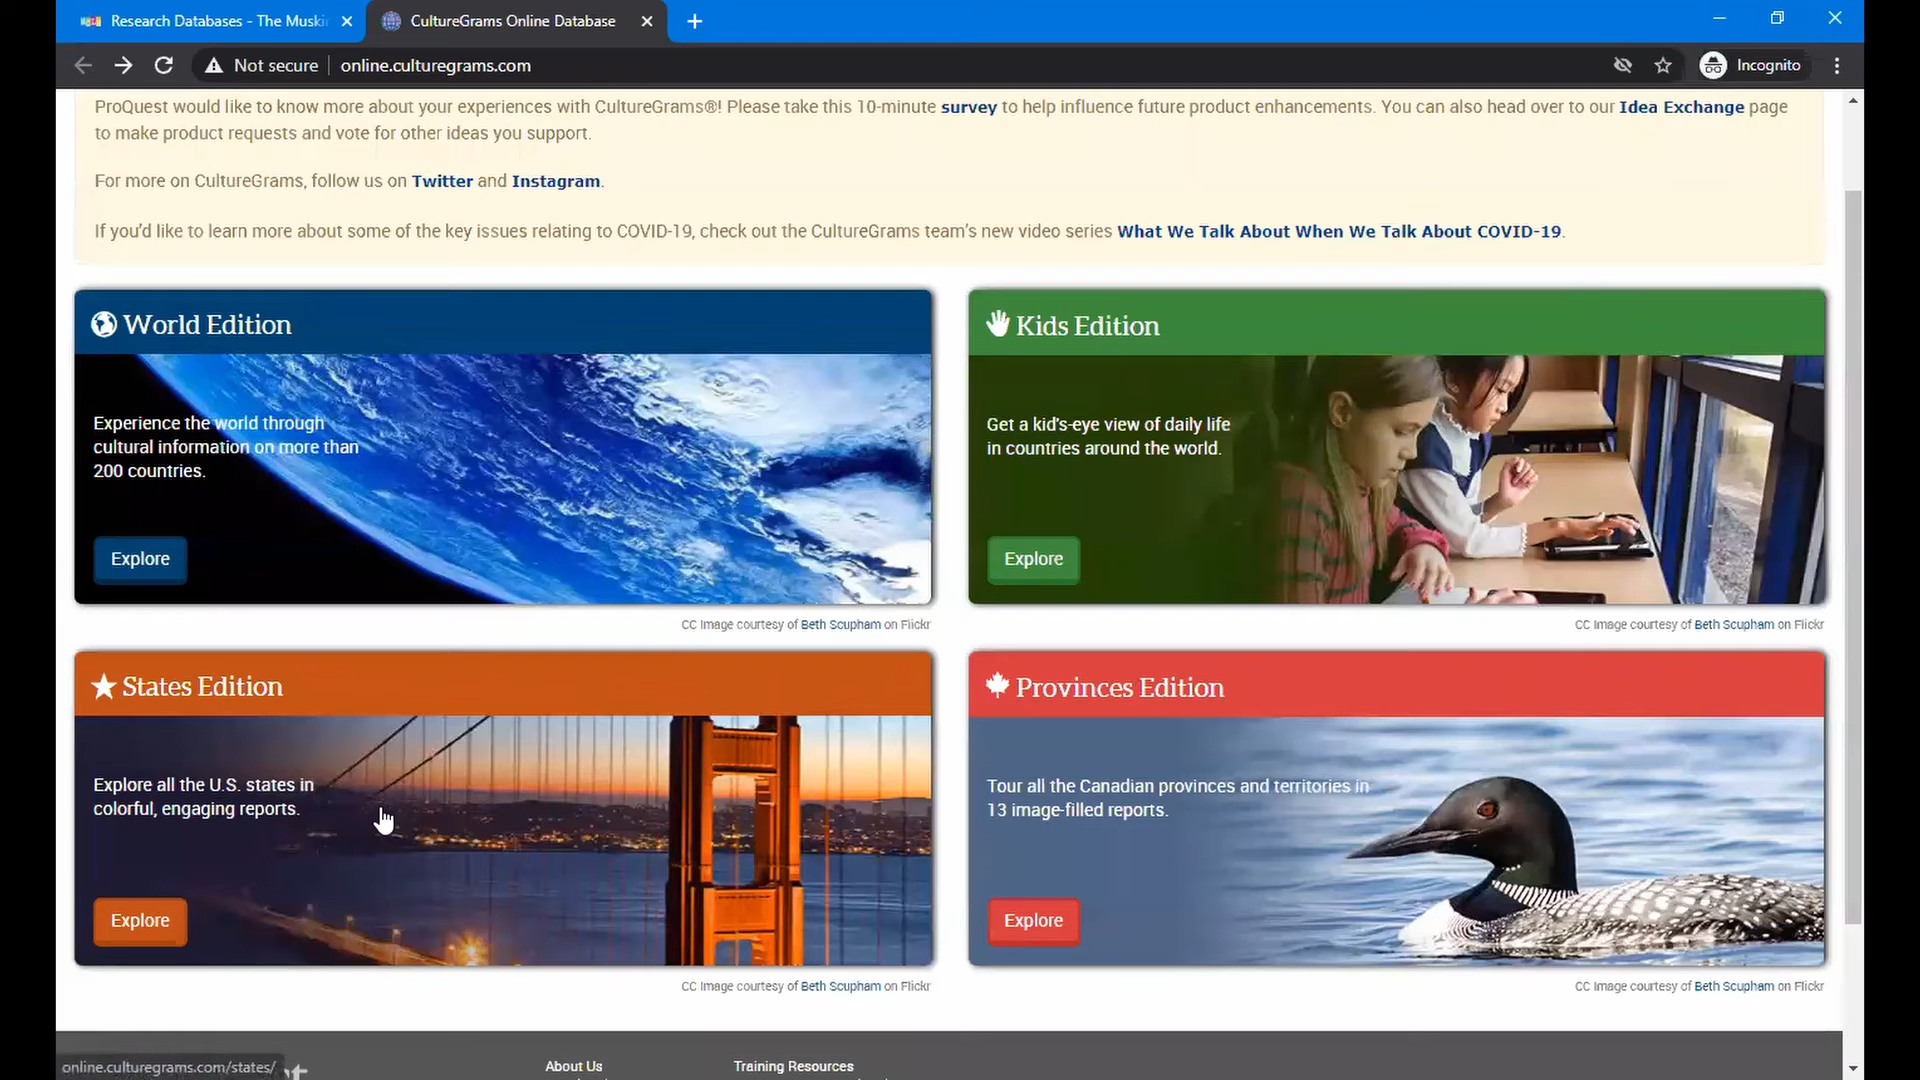 Research Databases - The Muski
CultureGrams Online Database
Not secure
online.culturegrams.com
Incognito
ProQuest would like to know more about your experiences with CultureGrams®! Please take this 10-minute survey to help influence future product enhancements. You can also head over to our Idea Exchange page
to make product requests and vote for other ideas you support.
For more on CultureGrams, follow us on Twitter and Instagram.
If you'd like to learn more about some of the key issues relating to COVID-19, check out the CultureGrams team's new video series What We Talk About When We Talk About COVID-19.
World Edition
Experience the world through
cultural information on more than
200 countries.
Explore
CC Image courtesy of Beth Scupham on Flickr
Kids Edition
Get a kid's-eye view of daily life
in countries around the world.
Explore
CC Image courtesy of Beth Scupham on Flickr
States Edition
Explore all the U.S. states in
colorful, engaging reports.
Explore
CC Image courtesy of Beth Scupham on Flickr
Provinces Edition
Tour all the Canadian provinces and territories in
13 image-filled reports.
Explore
CC Image courtesy of Beth Scupham on Flickr
online.culturegrams.com/states/
About Us
Training Resources